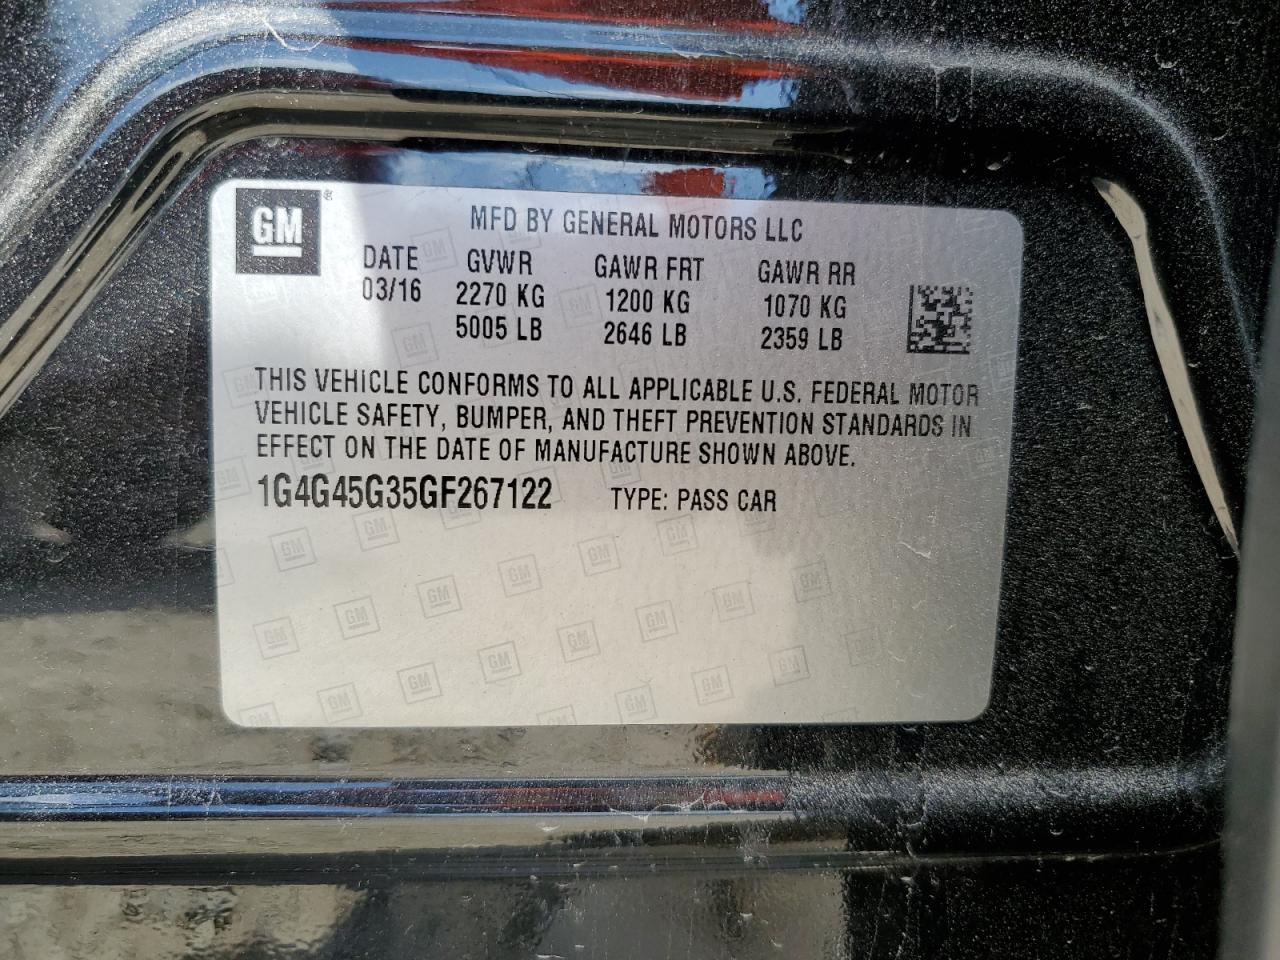 GM ®
MFD BY GENERAL MOTORS LLC
DATE GVWR GAWR FRT GAWR RR
03/16 2270 KG 1200 KG 1070 KG
5005 LB 2646 LB 2359 LB
THIS VEHICLE CONFORMS TO ALL APPLICABLE U.S. FEDERAL MOTOR
VEHICLE SAFETY, BUMPER, AND THEFT PREVENTION STANDARDS IN
EFFECT ON THE DATE OF MANUFACTURE SHOWN ABOVE.
1G4G45G35GF267122 TYPE: PASS CAR